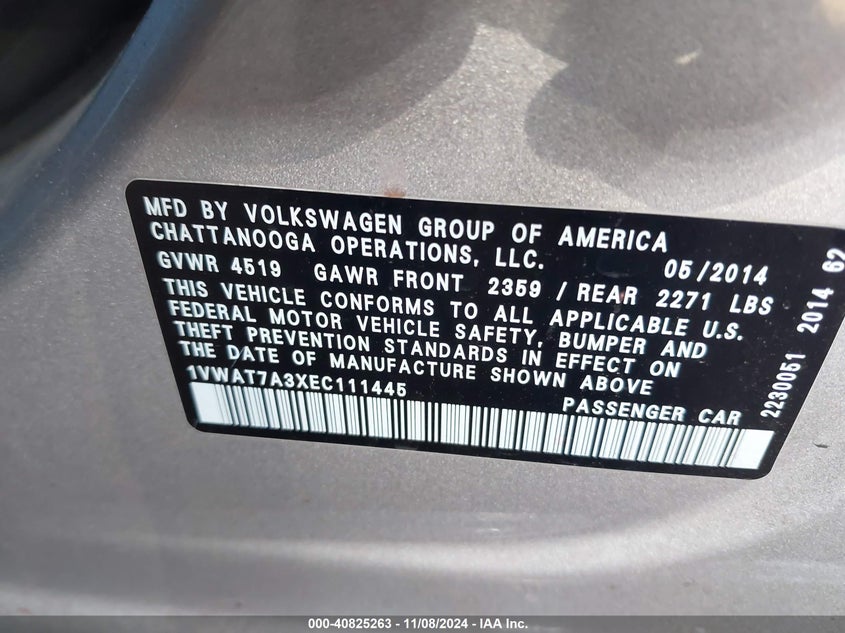 MFD BY VOLKSWAGEN GROUP OF AMERICA
CHATTANOOGA OPERATIONS, LLC. 05/2014
GVWR 4519 GAWR FRONT 2359 / REAR 2271 LBS
THIS VEHICLE CONFORMS TO ALL APPLICABLE U.S.
FEDERAL MOTOR VEHICLE SAFETY, BUMPER AND
THEFT PREVENTION STANDARDS IN EFFECT ON
THE DATE OF MANUFACTURE SHOWN ABOVE
1VWAT7A3XEC111445 PASSENGER CAR
2230051 2014 62
000-40825263 - 11/08/2024 - IAA Inc.